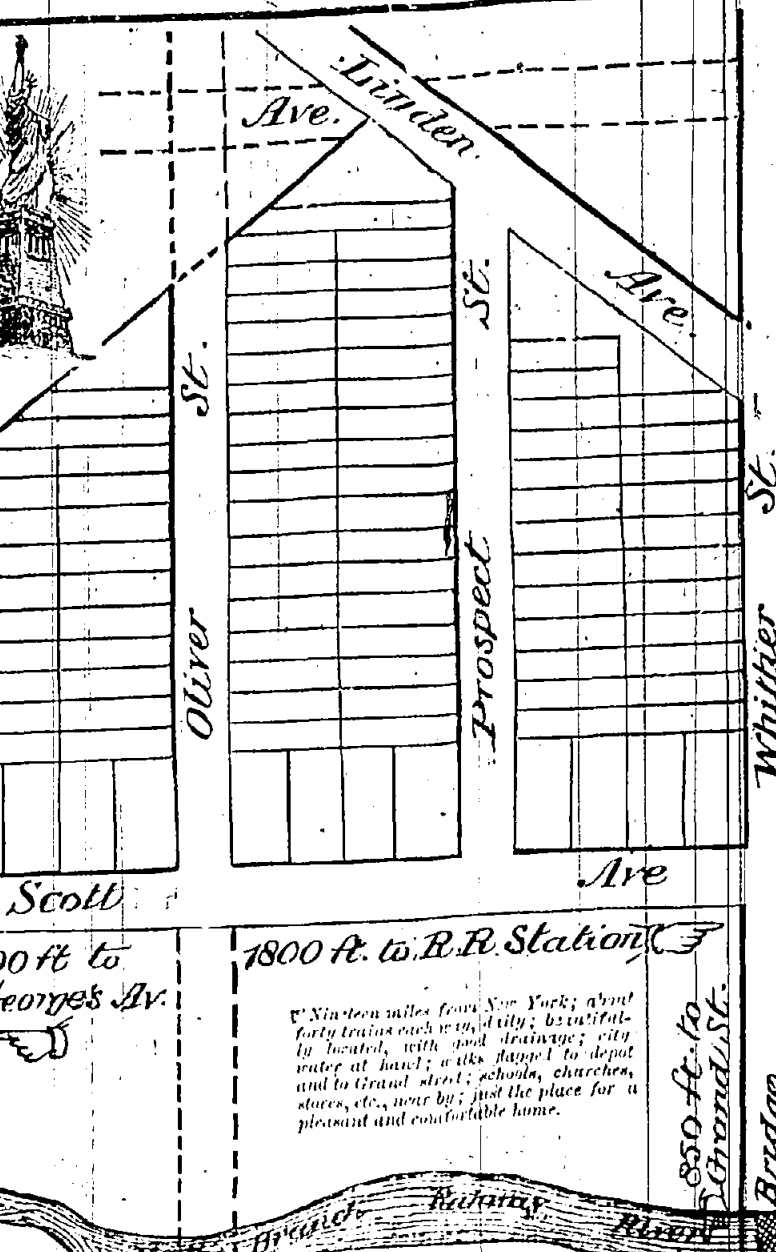 Linden
Ave.
Ave.
St.
St.
St.
Oliver
Prospect
Whittier
Scott
Ave
00 ft to
eorge's Av.
1800 ft. to R.R. Station
Nineteen miles from New York; about
forty trains each way, daily; beautiful-
ly located, with good drainage; city
water at hand; walks flagged to depot
and to Grand street; schools, churches,
stores, etc., near by; just the place for a
pleasant and comfortable home.
850 ft. to
Grand St.
Bridge
Branch Rahway River